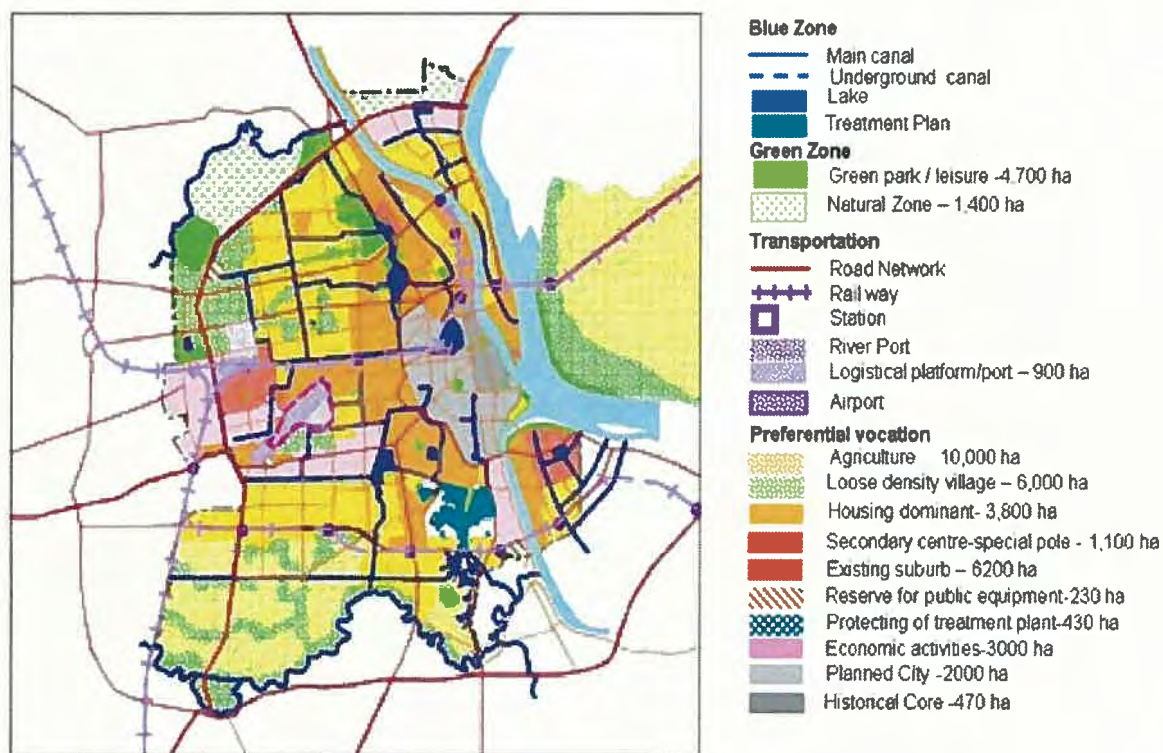 Blue Zone
Main canal
Underground canal
Lake
Treatment Plan
Green Zone
Green park / leisure -4,700 ha
Natural Zone – 1,400 ha
Transportation
Road Network
Rail way
Station
River Port
Logistical platform/port – 900 ha
Airport
Preferential vocation
Agriculture 10,000 ha
Loose density village – 6,000 ha
Housing dominant- 3,800 ha
Secondary centre-special pole - 1,100 ha
Existing suburb – 6200 ha
Reserve for public equipment-230 ha
Protecting of treatment plant-430 ha
Economic activities-3000 ha
Planned City -2000 ha
Historical Core -470 ha